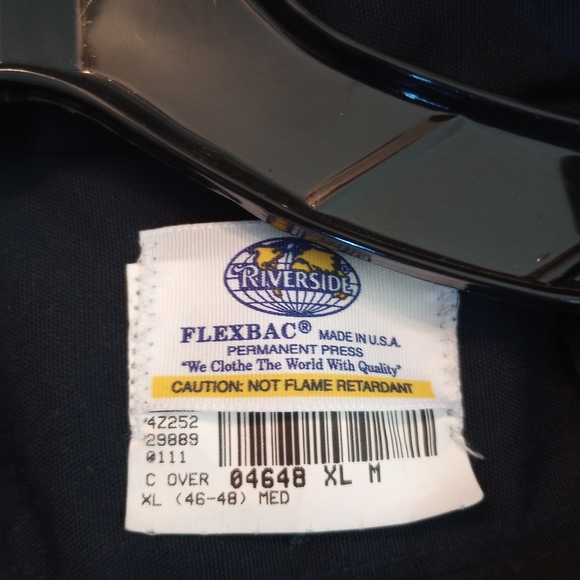 RIVERSIDE
FLEXBAC® MADE IN U.S.A.
PERMANENT PRESS
"We Clothe The World With Quality"
CAUTION: NOT FLAME RETARDANT
4Z252
29889
0111
C OVER 04648 XL M
XL (46-48) MED